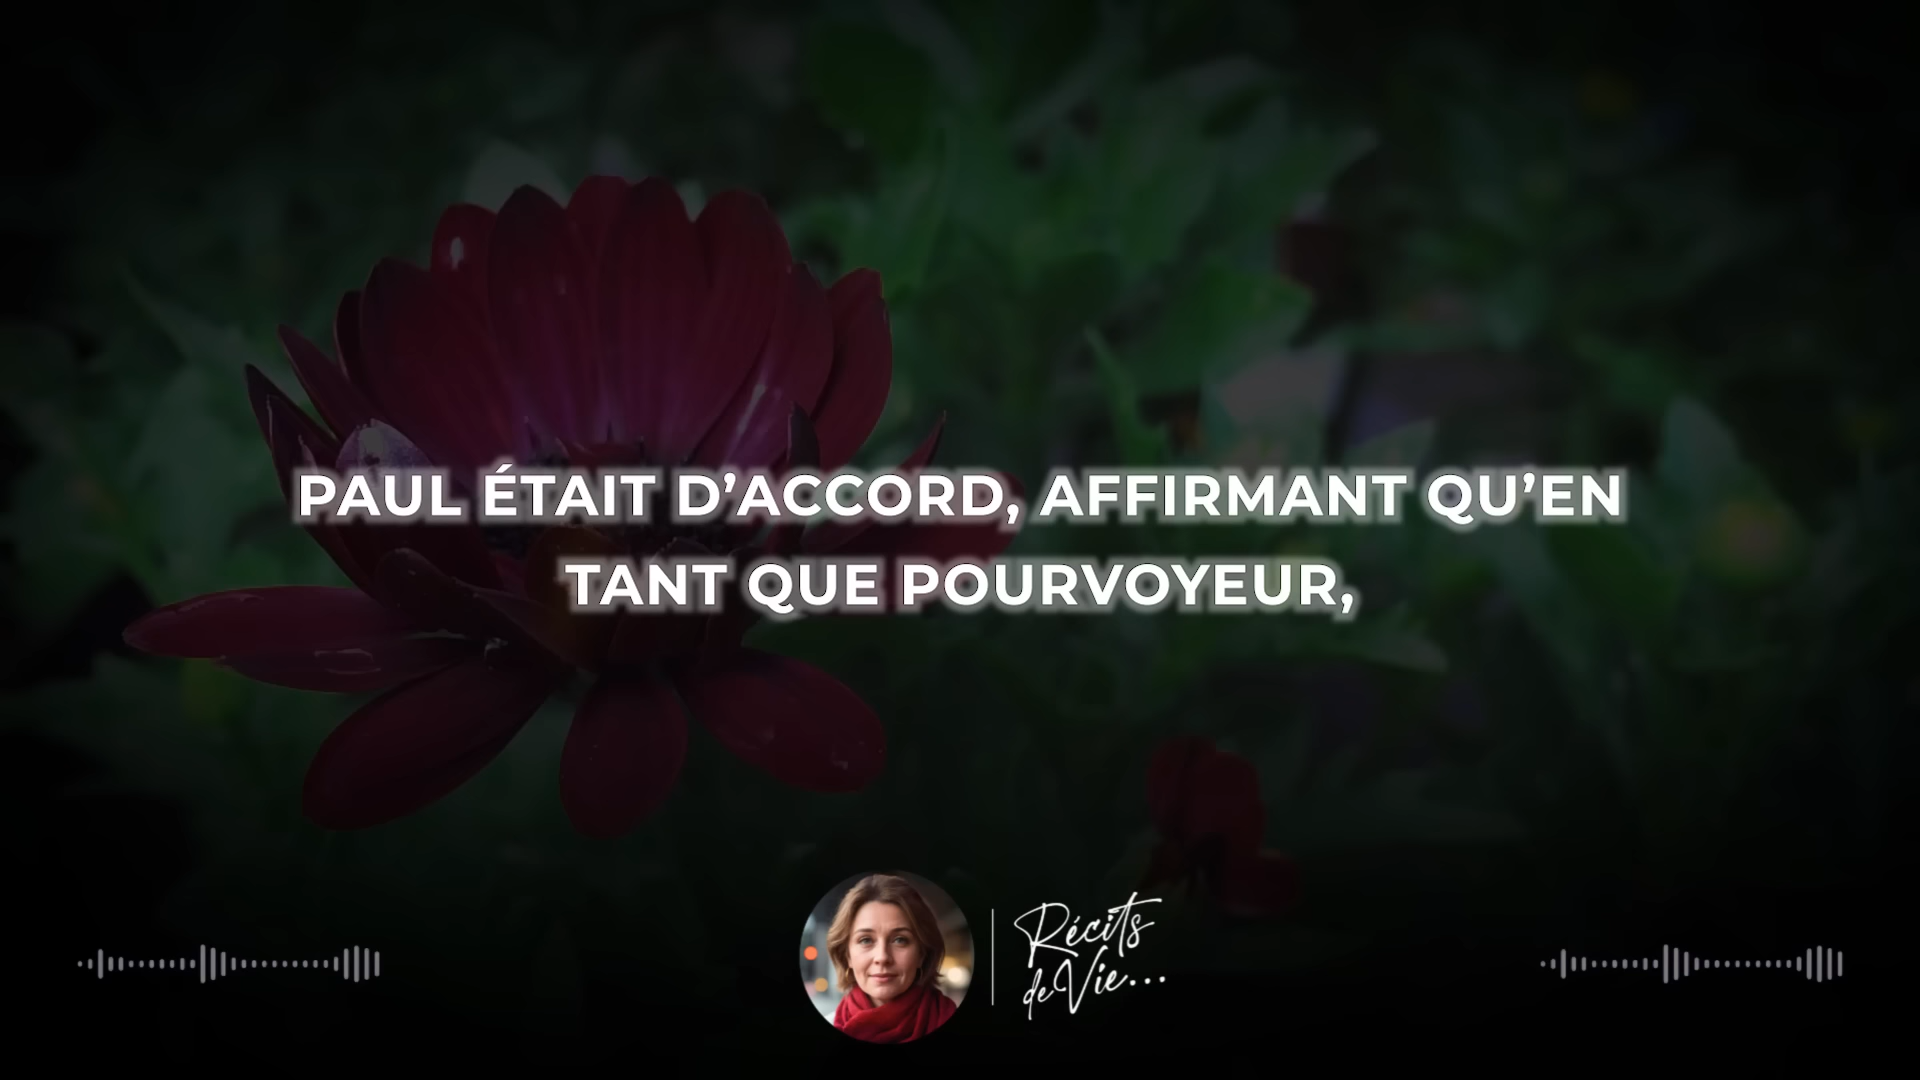 PAUL ÉTAIT D’ACCORD, AFFIRMANT QU’EN
TANT QUE POURVOYEUR,
Récits
de Vie...